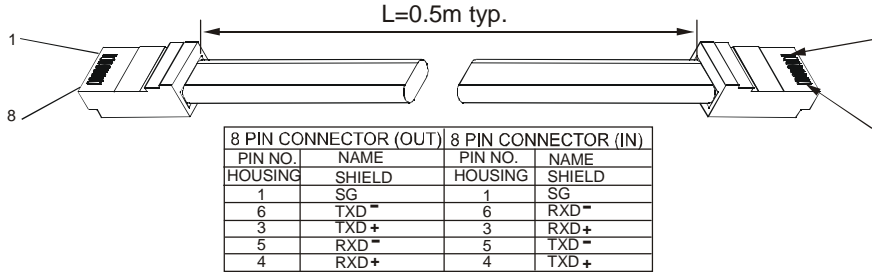 L=0.5m typ.
1
8
8 PIN CONNECTOR (OUT) 8 PIN CONNECTOR (IN)
PIN NO. NAME PIN NO. NAME
HOUSING SHIELD HOUSING SHIELD
1 SG 1 SG
6 TXD- 6 RXD-
3 TXD+ 3 RXD+
5 RXD- 5 TXD-
4 RXD+ 4 TXD+